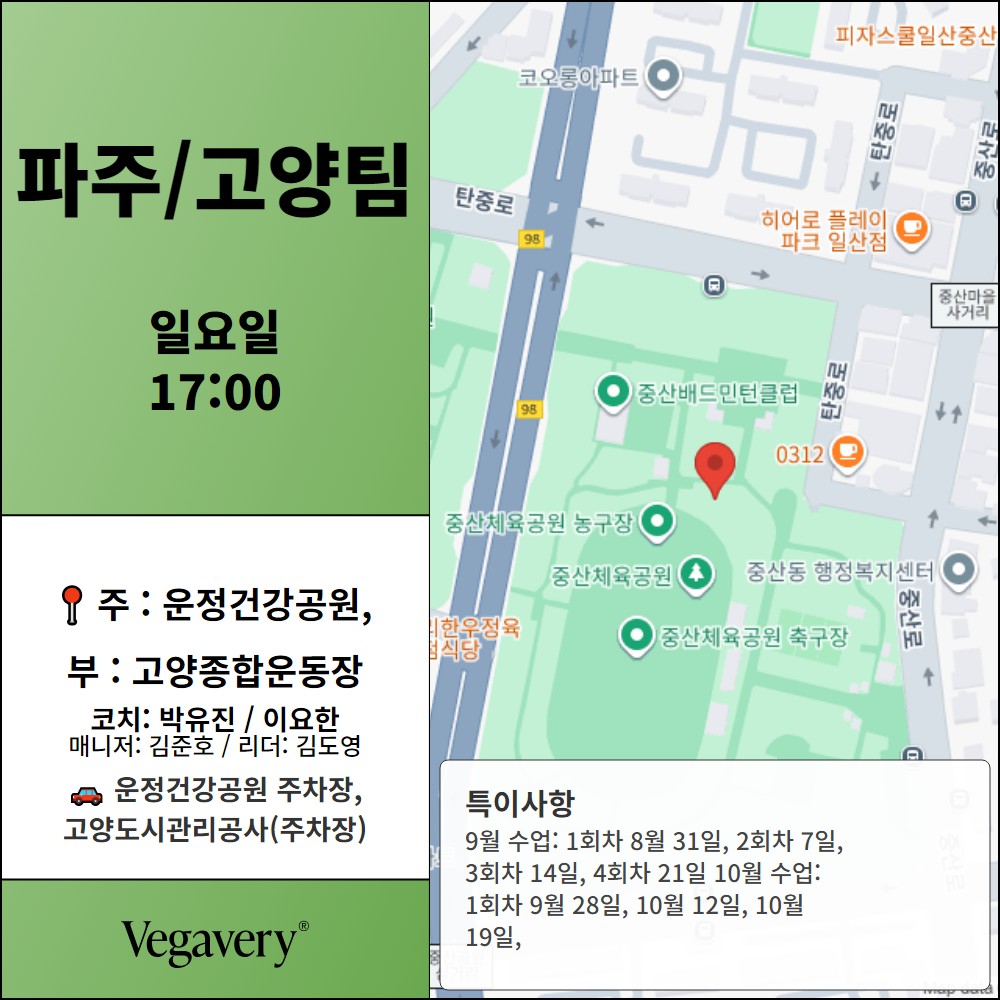 파주/고양팀
일요일
17:00
주 : 운정건강공원,
부 : 고양종합운동장
코치: 박유진 / 이요한
매니저: 김준호 / 리더: 김도영
운정건강공원 주차장,
고양도시관리공사(주차장)
Vegavery®
피자스쿨일산중산
코오롱아파트
탄중로
중산로
탄중로
히어로 플레이
파크 일산점
98
중산마을
사거리
중산배드민턴클럽
탄중로
98
0312
중산체육공원 농구장
중산체육공원
중산동 행정복지센터
중산로
중산체육공원 축구장
리한우정육
점식당
특이사항
9월 수업: 1회차 8월 31일, 2회차 7일,
3회차 14일, 4회차 21일 10월 수업:
1회차 9월 28일, 10월 12일, 10월
19일,
중산로
Map data